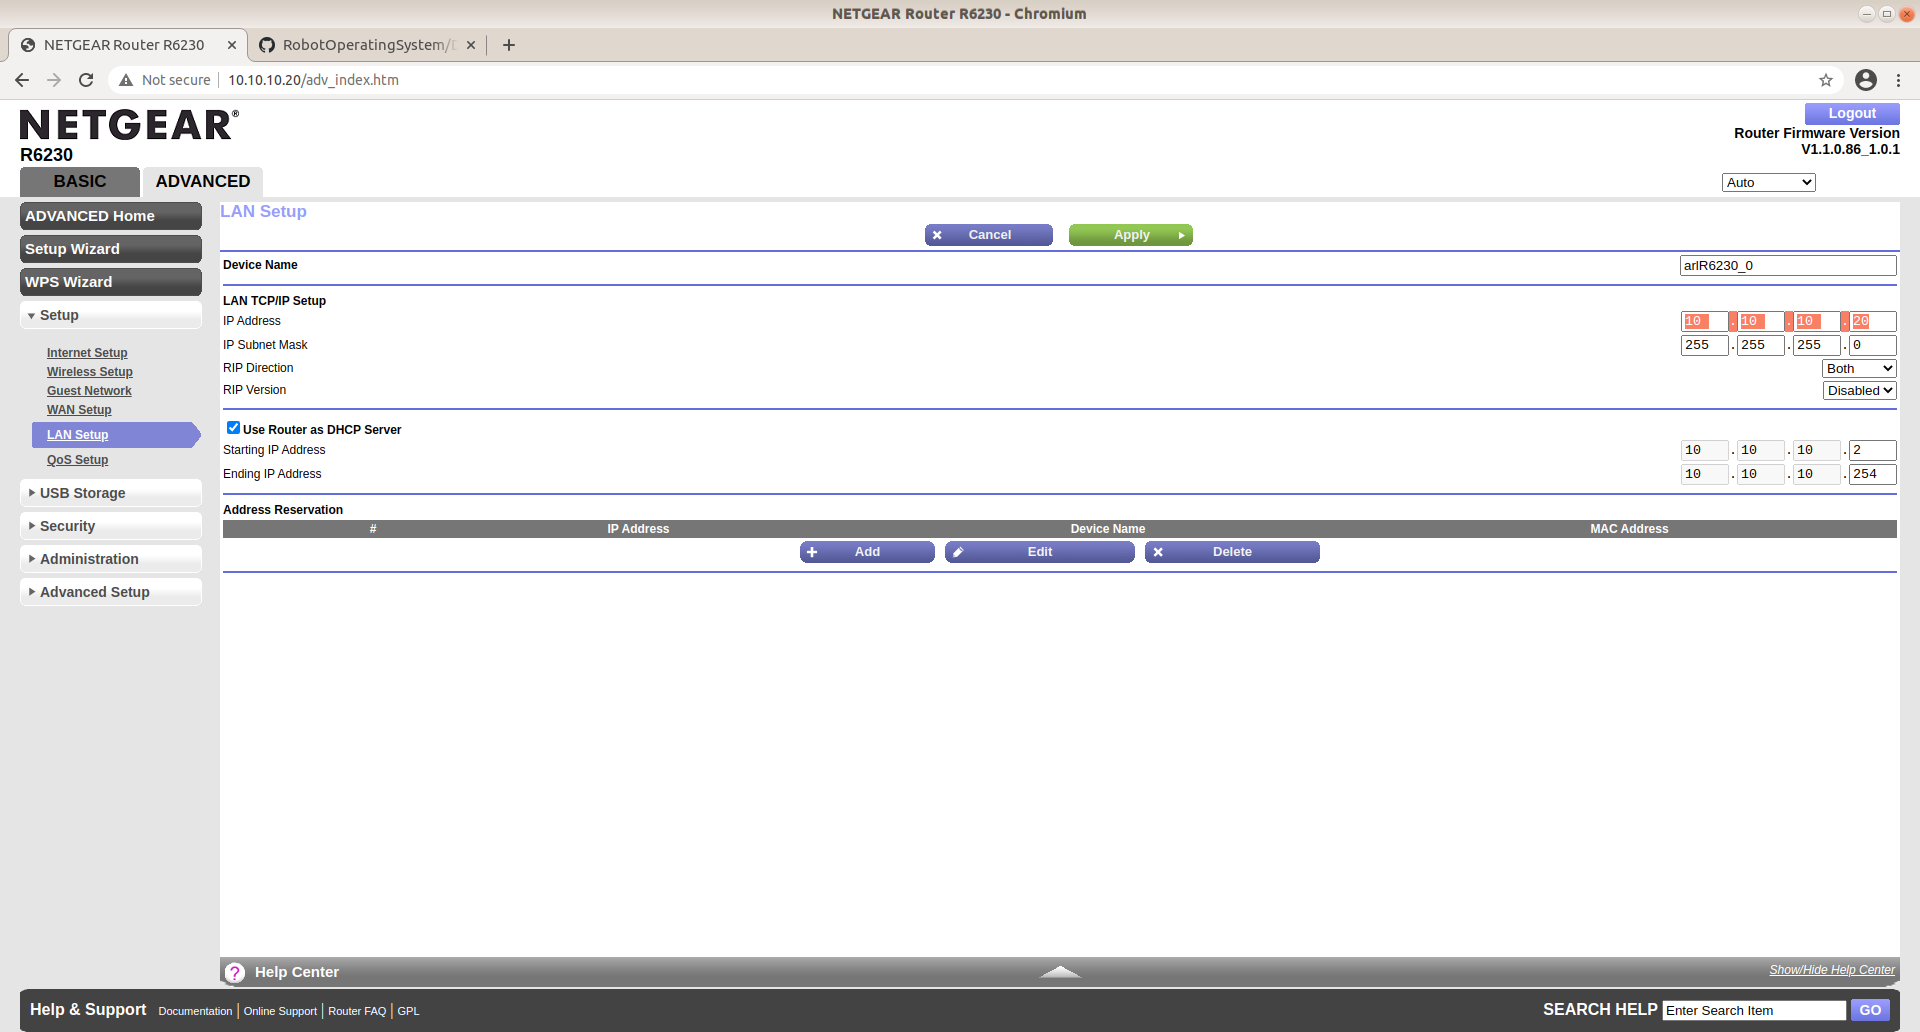 NETGEAR Router R6230 - Chromium
NETGEAR Router R6230
RobotOperatingSystem/
Not secure
10.10.10.20/adv_index.htm
NETGEAR®
R6230
Logout
Router Firmware Version
V1.1.0.86_1.0.1
BASIC
ADVANCED
Auto
ADVANCED Home
Setup Wizard
WPS Wizard
Setup
Internet Setup
Wireless Setup
Guest Network
WAN Setup
LAN Setup
QoS Setup
USB Storage
Security
Administration
Advanced Setup
LAN Setup
Cancel
Apply
Device Name
arlR6230_0
LAN TCP/IP Setup
IP Address 10 . 10 . 10 . 20
IP Subnet Mask 255 . 255 . 255 . 0
RIP Direction Both
RIP Version Disabled
Use Router as DHCP Server
Starting IP Address 10 . 10 . 10 . 2
Ending IP Address 10 . 10 . 10 . 254
Address Reservation
# IP Address Device Name MAC Address
Add Edit Delete
? Help Center
Show/Hide Help Center
Help & Support Documentation | Online Support | Router FAQ | GPL
SEARCH HELP Enter Search Item GO